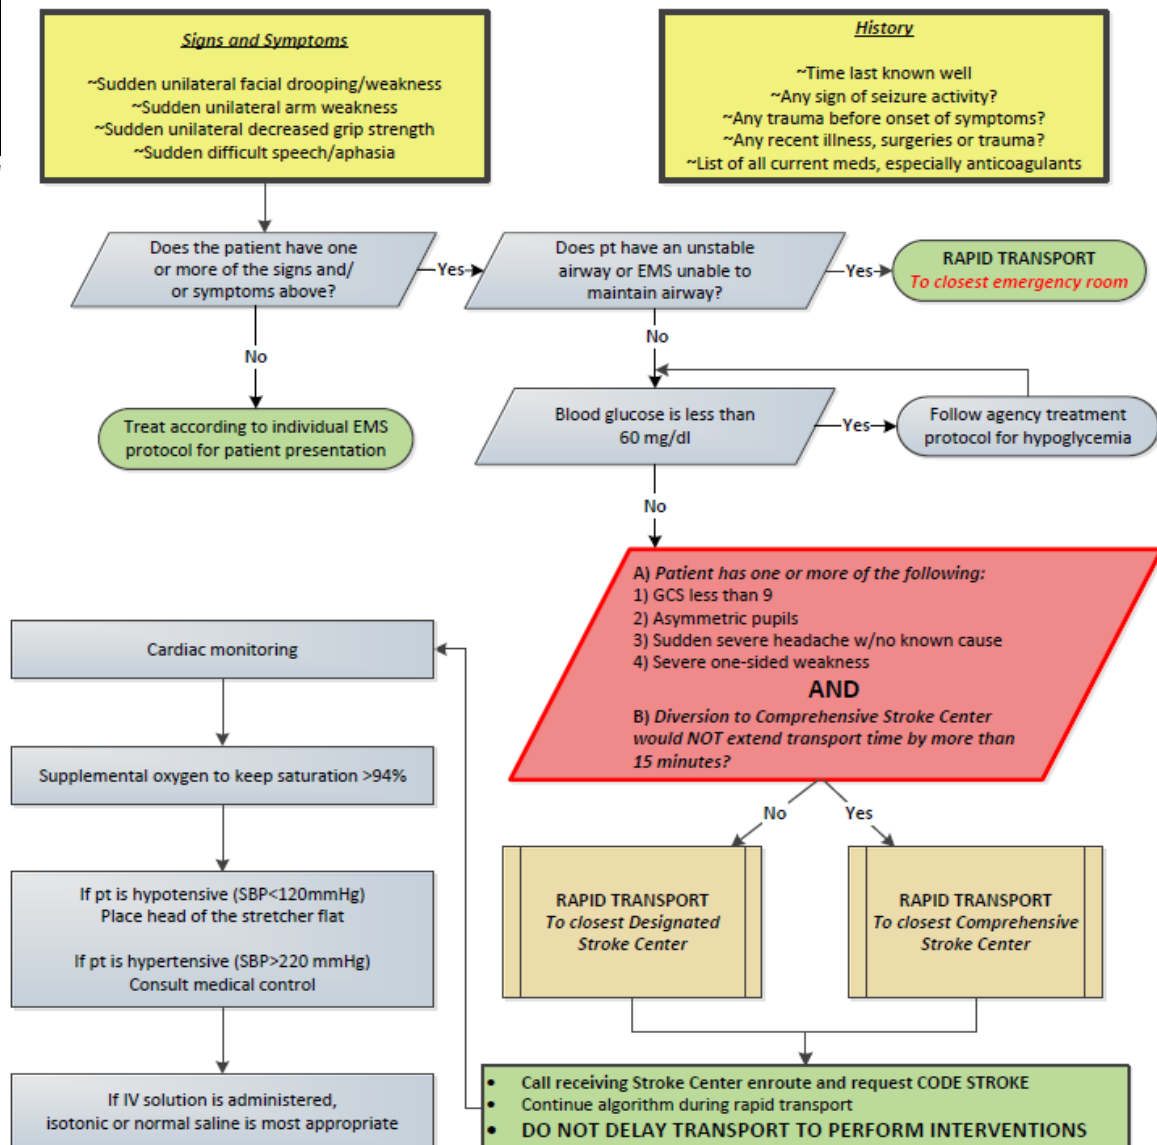 Signs and Symptoms
~Sudden unilateral facial drooping/weakness
~Sudden unilateral arm weakness
~Sudden unilateral decreased grip strength
~Sudden difficult speech/aphasia
History
~Time last known well
~Any sign of seizure activity?
~Any trauma before onset of symptoms?
~Any recent illness, surgeries or trauma?
~List of all current meds, especially anticoagulants
Does the patient have one
or more of the signs and/
or symptoms above?
Yes
Does pt have an unstable
airway or EMS unable to
maintain airway?
Yes
RAPID TRANSPORT
To closest emergency room
No
No
Treat according to individual EMS
protocol for patient presentation
Blood glucose is less than
60 mg/dl
Yes
Follow agency treatment
protocol for hypoglycemia
No
A) Patient has one or more of the following:
1) GCS less than 9
2) Asymmetric pupils
3) Sudden severe headache w/no known cause
4) Severe one-sided weakness
AND
B) Diversion to Comprehensive Stroke Center
would NOT extend transport time by more than
15 minutes?
No
Yes
RAPID TRANSPORT
To closest Designated
Stroke Center
RAPID TRANSPORT
To closest Comprehensive
Stroke Center
• Call receiving Stroke Center enroute and request CODE STROKE
• Continue algorithm during rapid transport
• DO NOT DELAY TRANSPORT TO PERFORM INTERVENTIONS
Cardiac monitoring
Supplemental oxygen to keep saturation >94%
If pt is hypotensive (SBP<120mmHg)
Place head of the stretcher flat
If pt is hypertensive (SBP>220 mmHg)
Consult medical control
If IV solution is administered,
isotonic or normal saline is most appropriate